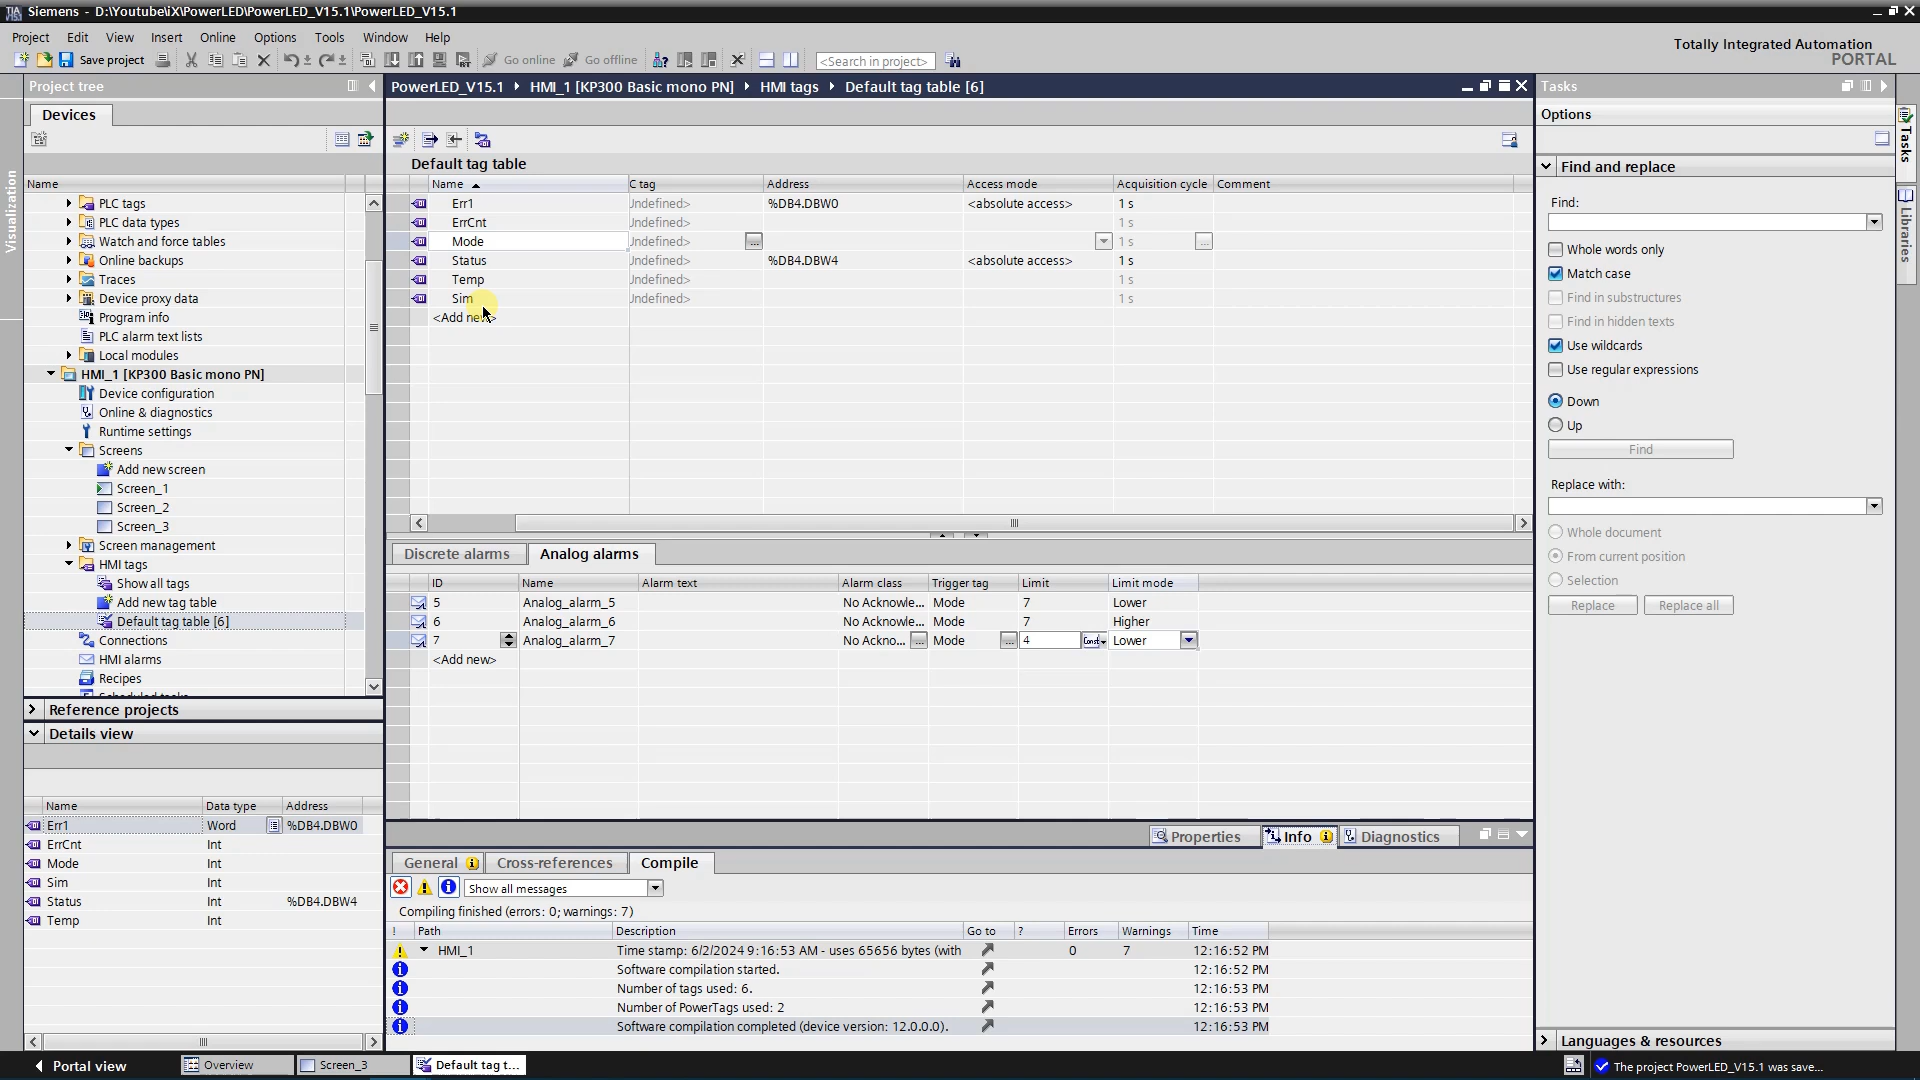 Siemens - D:\Youtube\iX\PowerLED\PowerLED_V15.1\PowerLED_V15.1
Project Edit View Insert Online Options Tools Window Help
Totally Integrated Automation
PORTAL
Save project Go online Go offline <Search in project>
Project tree
Devices
Visualization
Name
PLC tags
PLC data types
Watch and force tables
Online backups
Traces
Device proxy data
Program info
PLC alarm text lists
Local modules
HMI_1 [KP300 Basic mono PN]
Device configuration
Online & diagnostics
Runtime settings
Screens
Add new screen
Screen_1
Screen_2
Screen_3
Screen management
HMI tags
Show all tags
Add new tag table
Default tag table [6]
Connections
HMI alarms
Recipes
Reference projects
Details view
Name Data type Address
Err1 Word %DB4.DBW0
ErrCnt Int
Mode Int
Sim Int
Status Int %DB4.DBW4
Temp Int
PowerLED_V15.1 HMI_1 [KP300 Basic mono PN] HMI tags Default tag table [6]
Default tag table
Name C tag Address Access mode Acquisition cycle Comment
Err1 Undefined> %DB4.DBW0 <absolute access> 1 s
ErrCnt Undefined> 1 s
Mode Undefined> ... 1 s ...
Status Undefined> %DB4.DBW4 <absolute access> 1 s
Temp Undefined> 1 s
Sim Undefined> 1 s
<Add new>
Discrete alarms Analog alarms
ID Name Alarm text Alarm class Trigger tag Limit Limit mode
5 Analog_alarm_5 No Acknowle... Mode 7 Lower
6 Analog_alarm_6 No Acknowle... Mode 7 Higher
7 Analog_alarm_7 No Ackno... ... Mode ... 4 Const Lower
<Add new>
Properties Info Diagnostics
General Cross-references Compile
Show all messages
Compiling finished (errors: 0; warnings: 7)
! Path Description Go to ? Errors Warnings Time
HMI_1 Time stamp: 6/2/2024 9:16:53 AM - uses 65656 bytes (with 0 7 12:16:52 PM
Software compilation started. 12:16:52 PM
Number of tags used: 6. 12:16:53 PM
Number of PowerTags used: 2 12:16:53 PM
Software compilation completed (device version: 12.0.0.0). 12:16:53 PM
Tasks
Options
Find and replace
Find:
Whole words only
Match case
Find in substructures
Find in hidden texts
Use wildcards
Use regular expressions
Down
Up
Find
Replace with:
Whole document
From current position
Selection
Replace Replace all
Languages & resources
Tasks
Libraries
Portal view Overview Screen_3 Default tag t...
The project PowerLED_V15.1 was save...